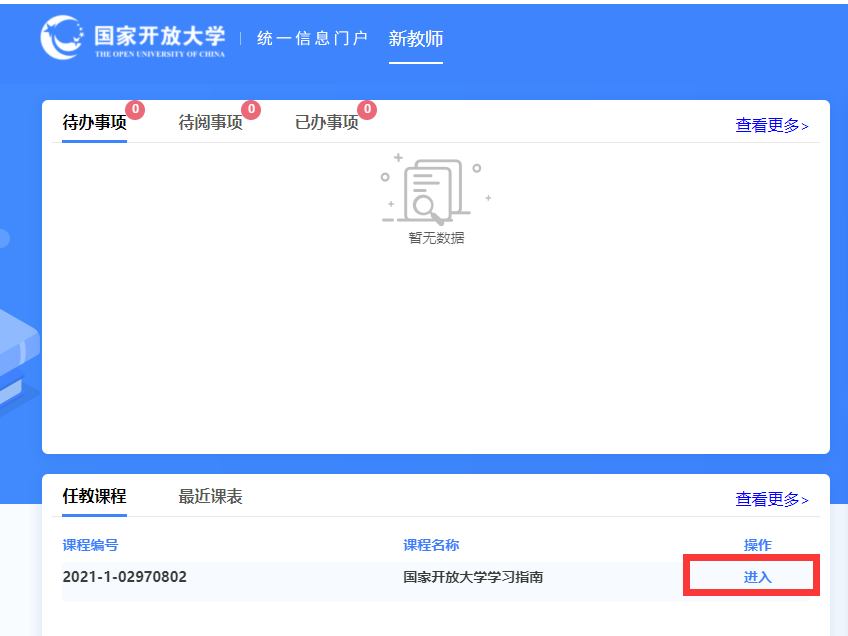 国家开放大学 统一信息门户 新教师
THE OPEN UNIVERSITY OF CHINA
待办事项 0 待阅事项 0 已办事项 0 查看更多>
暂无数据
任教课程 最近课表 查看更多>
课程编号 课程名称 操作
2021-1-02970802 国家开放大学学习指南 进入